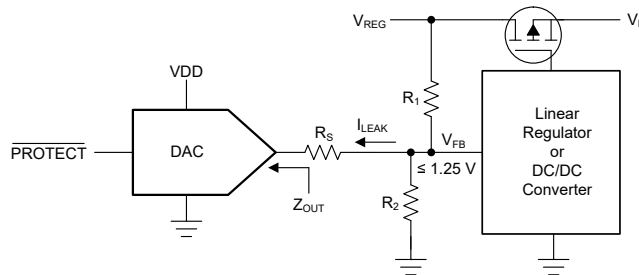 VREG
V
VDD
R1
PROTECT
DAC
RS
ILEAK
VFB
≤ 1.25 V
ZOUT
R2
Linear
Regulator
or
DC/DC
Converter